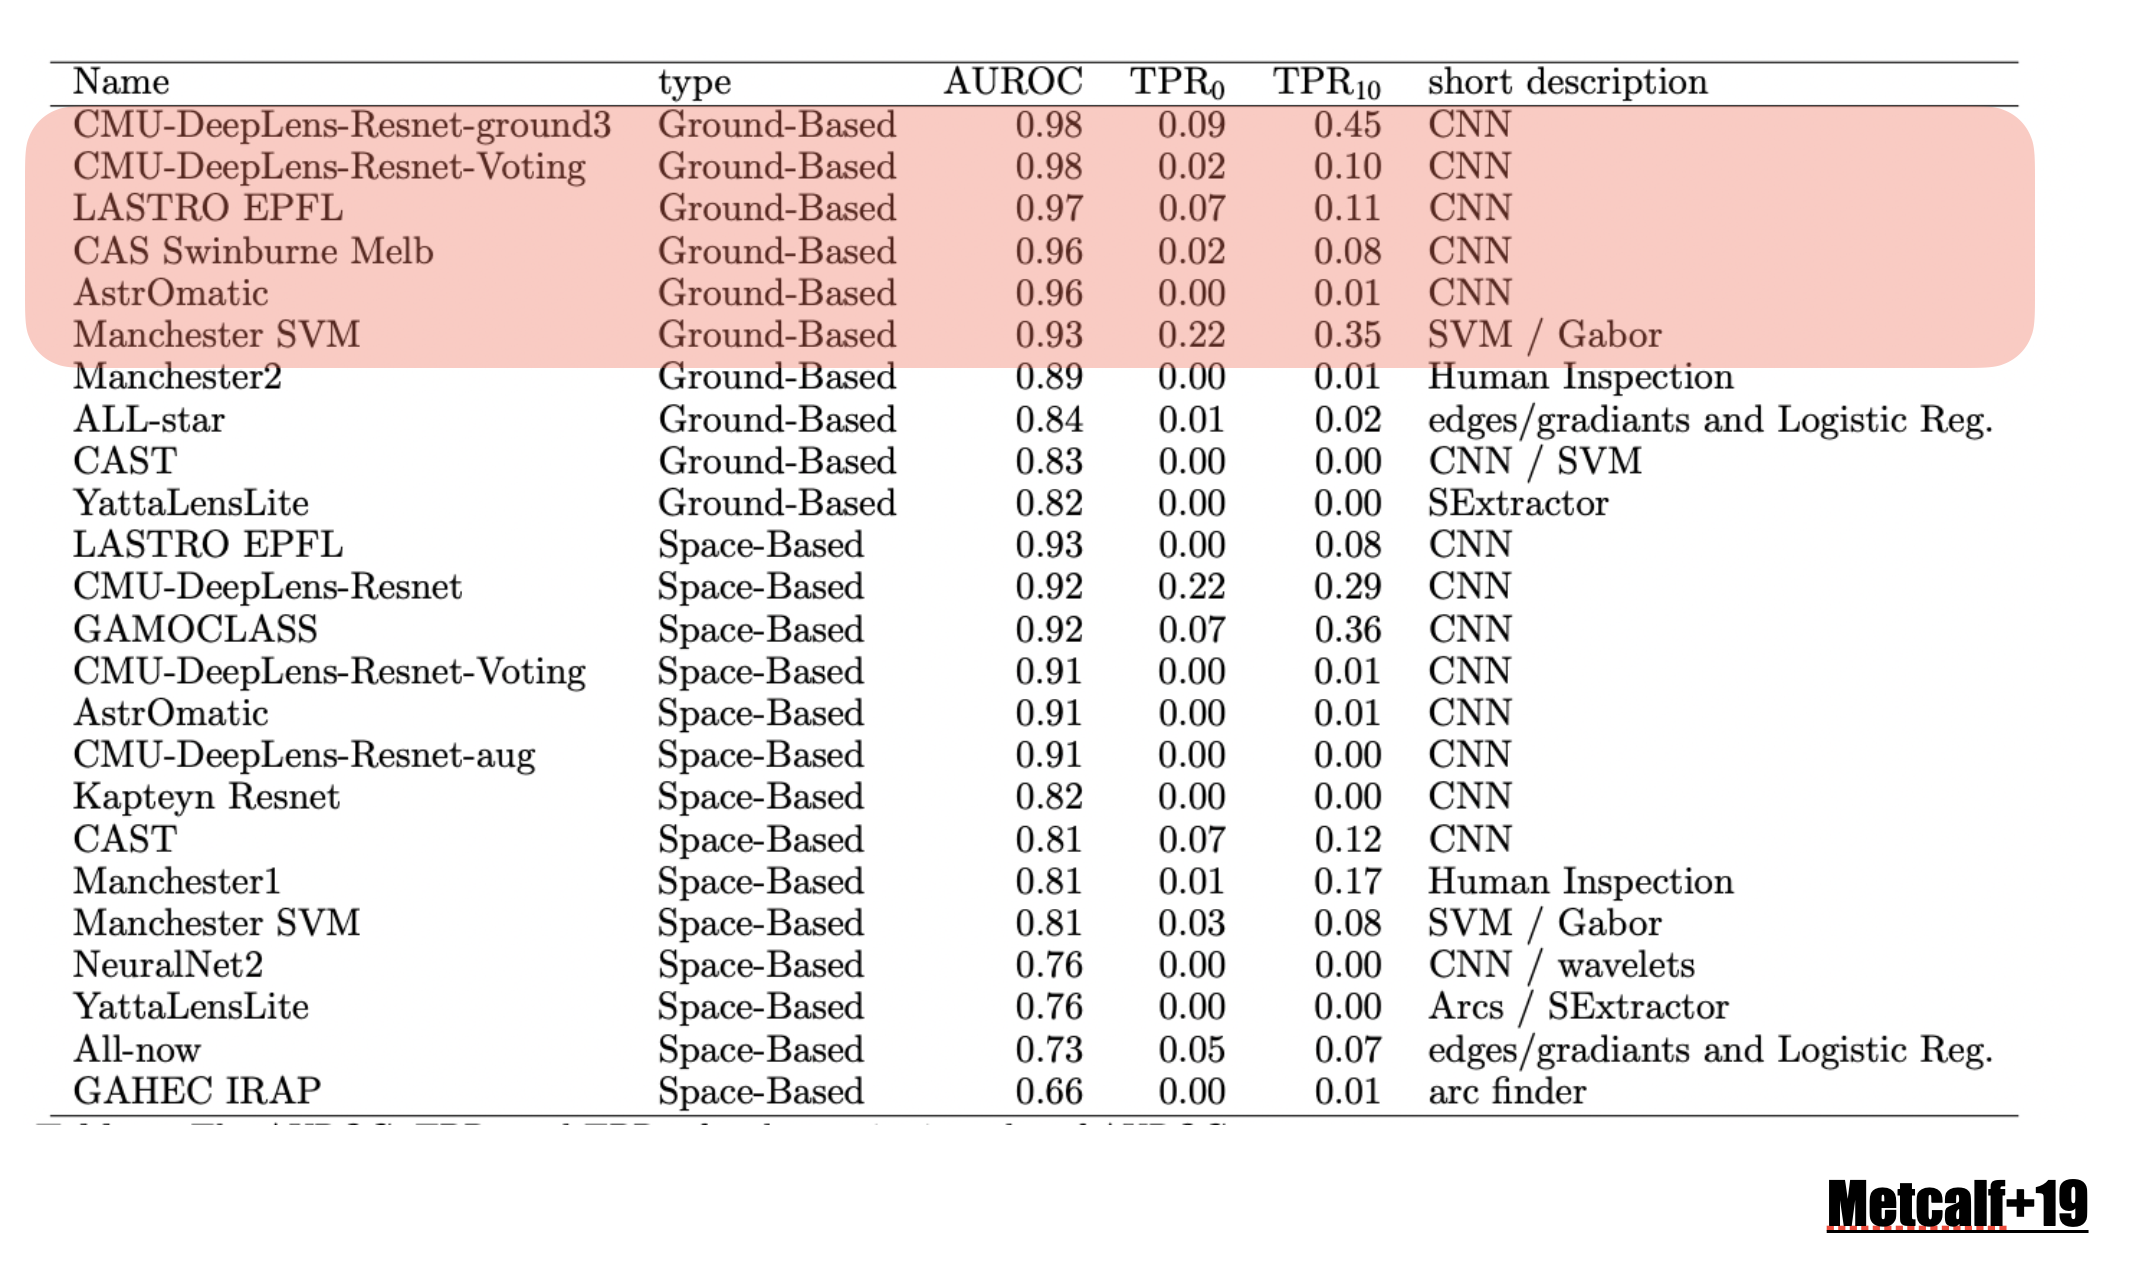 Name type AUROC TPR₀ TPR₁₀ short description
CMU-DeepLens-Resnet-ground3 Ground-Based 0.98 0.09 0.45 CNN
CMU-DeepLens-Resnet-Voting Ground-Based 0.98 0.02 0.10 CNN
LASTRO EPFL Ground-Based 0.97 0.07 0.11 CNN
CAS Swinburne Melb Ground-Based 0.96 0.02 0.08 CNN
AstrOmatic Ground-Based 0.96 0.00 0.01 CNN
Manchester SVM Ground-Based 0.93 0.22 0.35 SVM / Gabor
Manchester2 Ground-Based 0.89 0.00 0.01 Human Inspection
ALL-star Ground-Based 0.84 0.01 0.02 edges/gradiants and Logistic Reg.
CAST Ground-Based 0.83 0.00 0.00 CNN / SVM
YattaLensLite Ground-Based 0.82 0.00 0.00 SExtractor
LASTRO EPFL Space-Based 0.93 0.00 0.08 CNN
CMU-DeepLens-Resnet Space-Based 0.92 0.22 0.29 CNN
GAMOCLASS Space-Based 0.92 0.07 0.36 CNN
CMU-DeepLens-Resnet-Voting Space-Based 0.91 0.00 0.01 CNN
AstrOmatic Space-Based 0.91 0.00 0.01 CNN
CMU-DeepLens-Resnet-aug Space-Based 0.91 0.00 0.00 CNN
Kapteyn Resnet Space-Based 0.82 0.00 0.00 CNN
CAST Space-Based 0.81 0.07 0.12 CNN
Manchester1 Space-Based 0.81 0.01 0.17 Human Inspection
Manchester SVM Space-Based 0.81 0.03 0.08 SVM / Gabor
NeuralNet2 Space-Based 0.76 0.00 0.00 CNN / wavelets
YattaLensLite Space-Based 0.76 0.00 0.00 Arcs / SExtractor
All-now Space-Based 0.73 0.05 0.07 edges/gradiants and Logistic Reg.
GAHEC IRAP Space-Based 0.66 0.00 0.01 arc finder
Metcalf+19